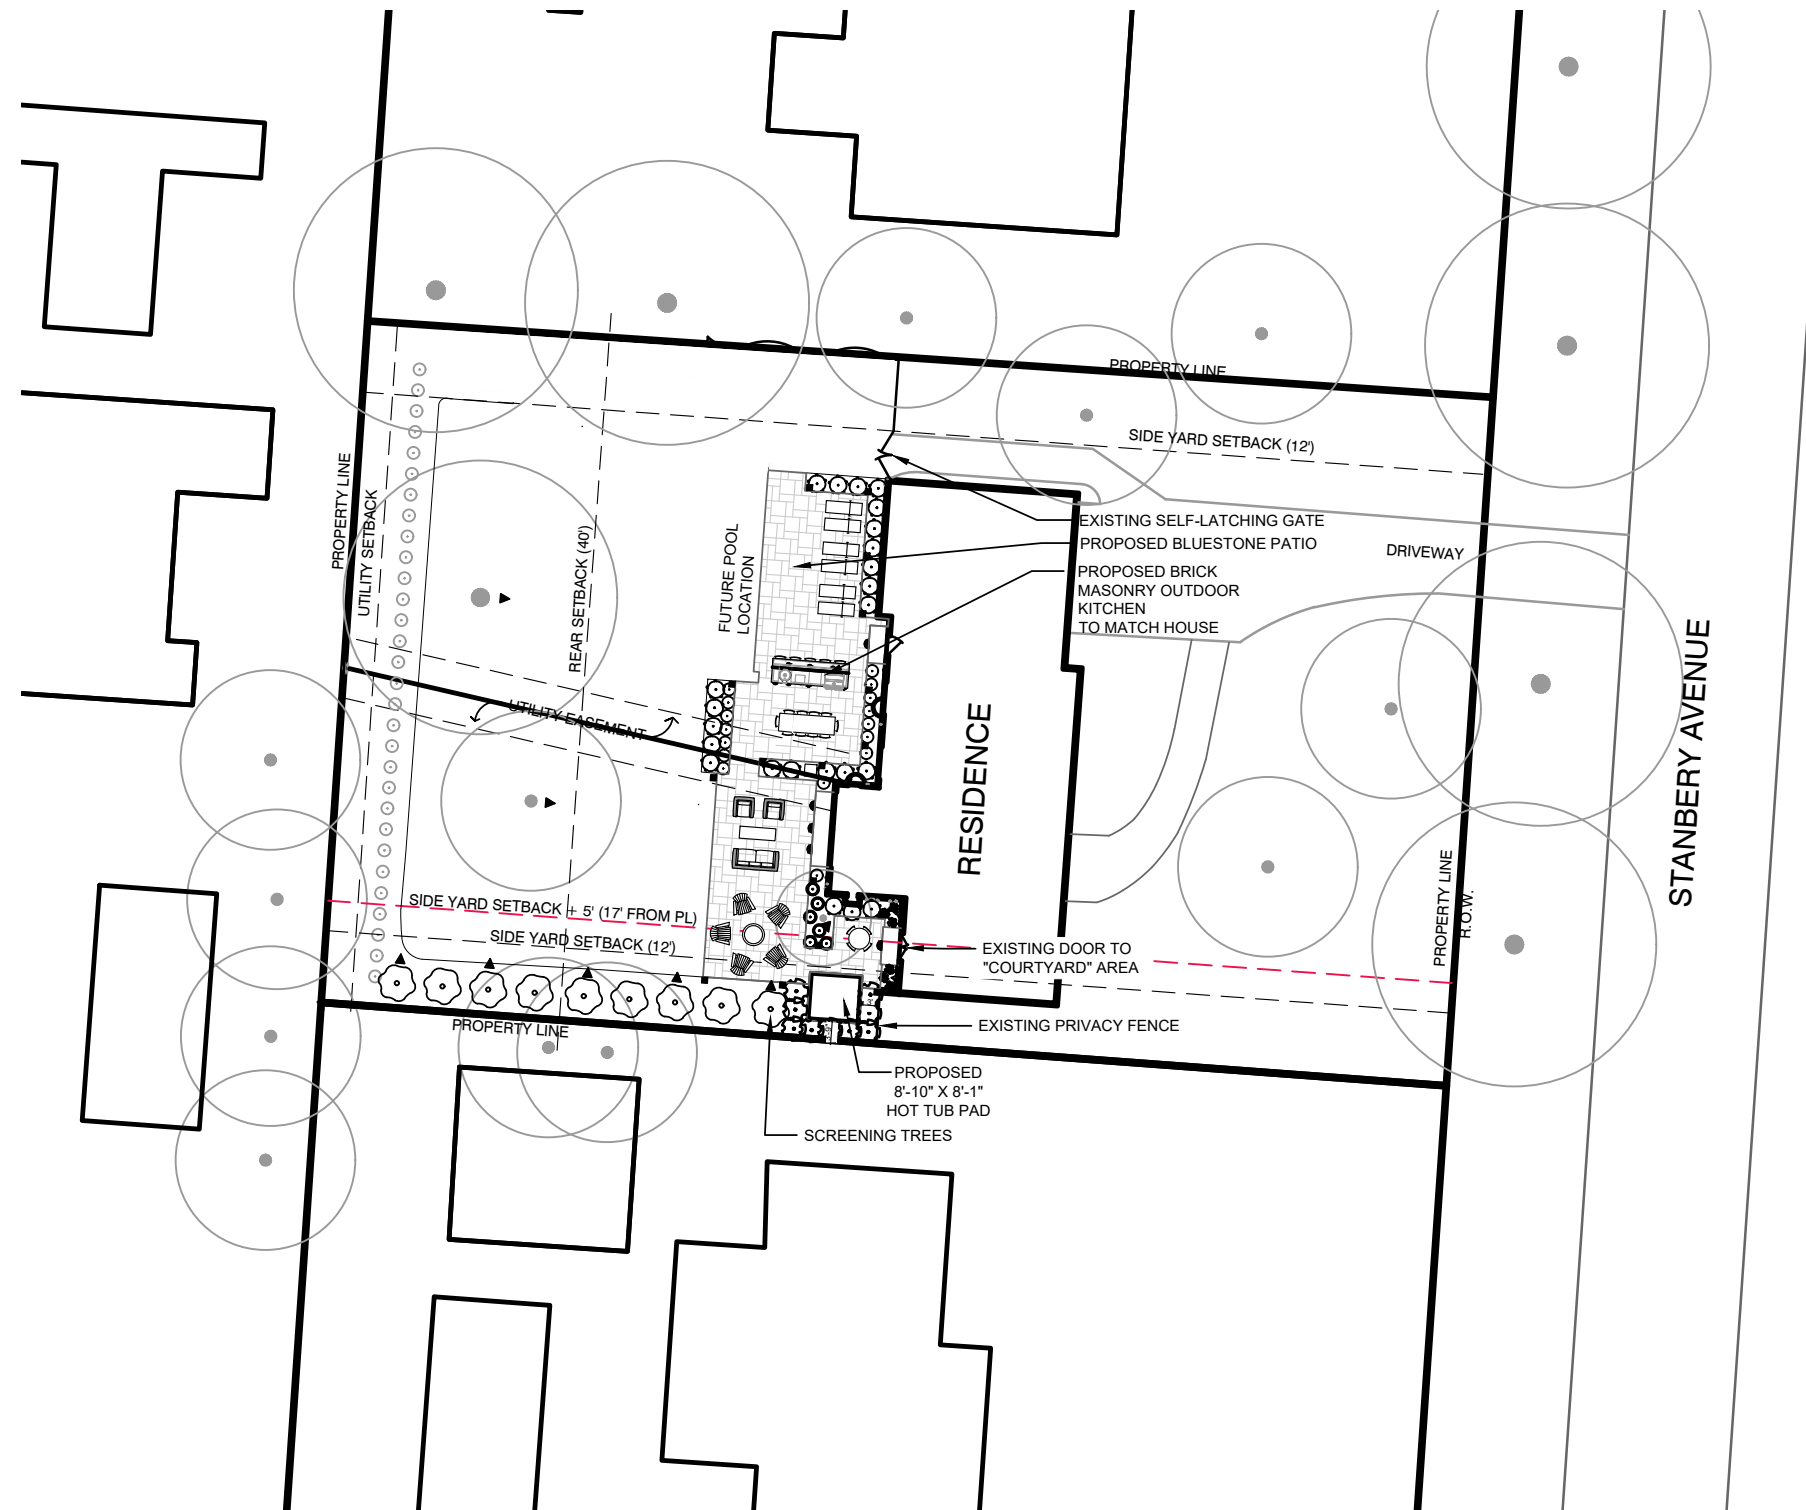 PROPERTY LINE
SIDE YARD SETBACK (12')
PROPERTY LINE
UTILITY SETBACK
REAR SETBACK (40')
FUTURE POOL
LOCATION
EXISTING SELF-LATCHING GATE
PROPOSED BLUESTONE PATIO
PROPOSED BRICK
MASONRY OUTDOOR
KITCHEN
TO MATCH HOUSE
DRIVEWAY
UTILITY EASEMENT
RESIDENCE
STANBERY AVENUE
SIDE YARD SETBACK + 5' (17' FROM PL)
SIDE YARD SETBACK (12')
EXISTING DOOR TO
"COURTYARD" AREA
PROPERTY LINE
R.O.W.
PROPERTY LINE
EXISTING PRIVACY FENCE
PROPOSED
8'-10" X 8'-1"
HOT TUB PAD
SCREENING TREES